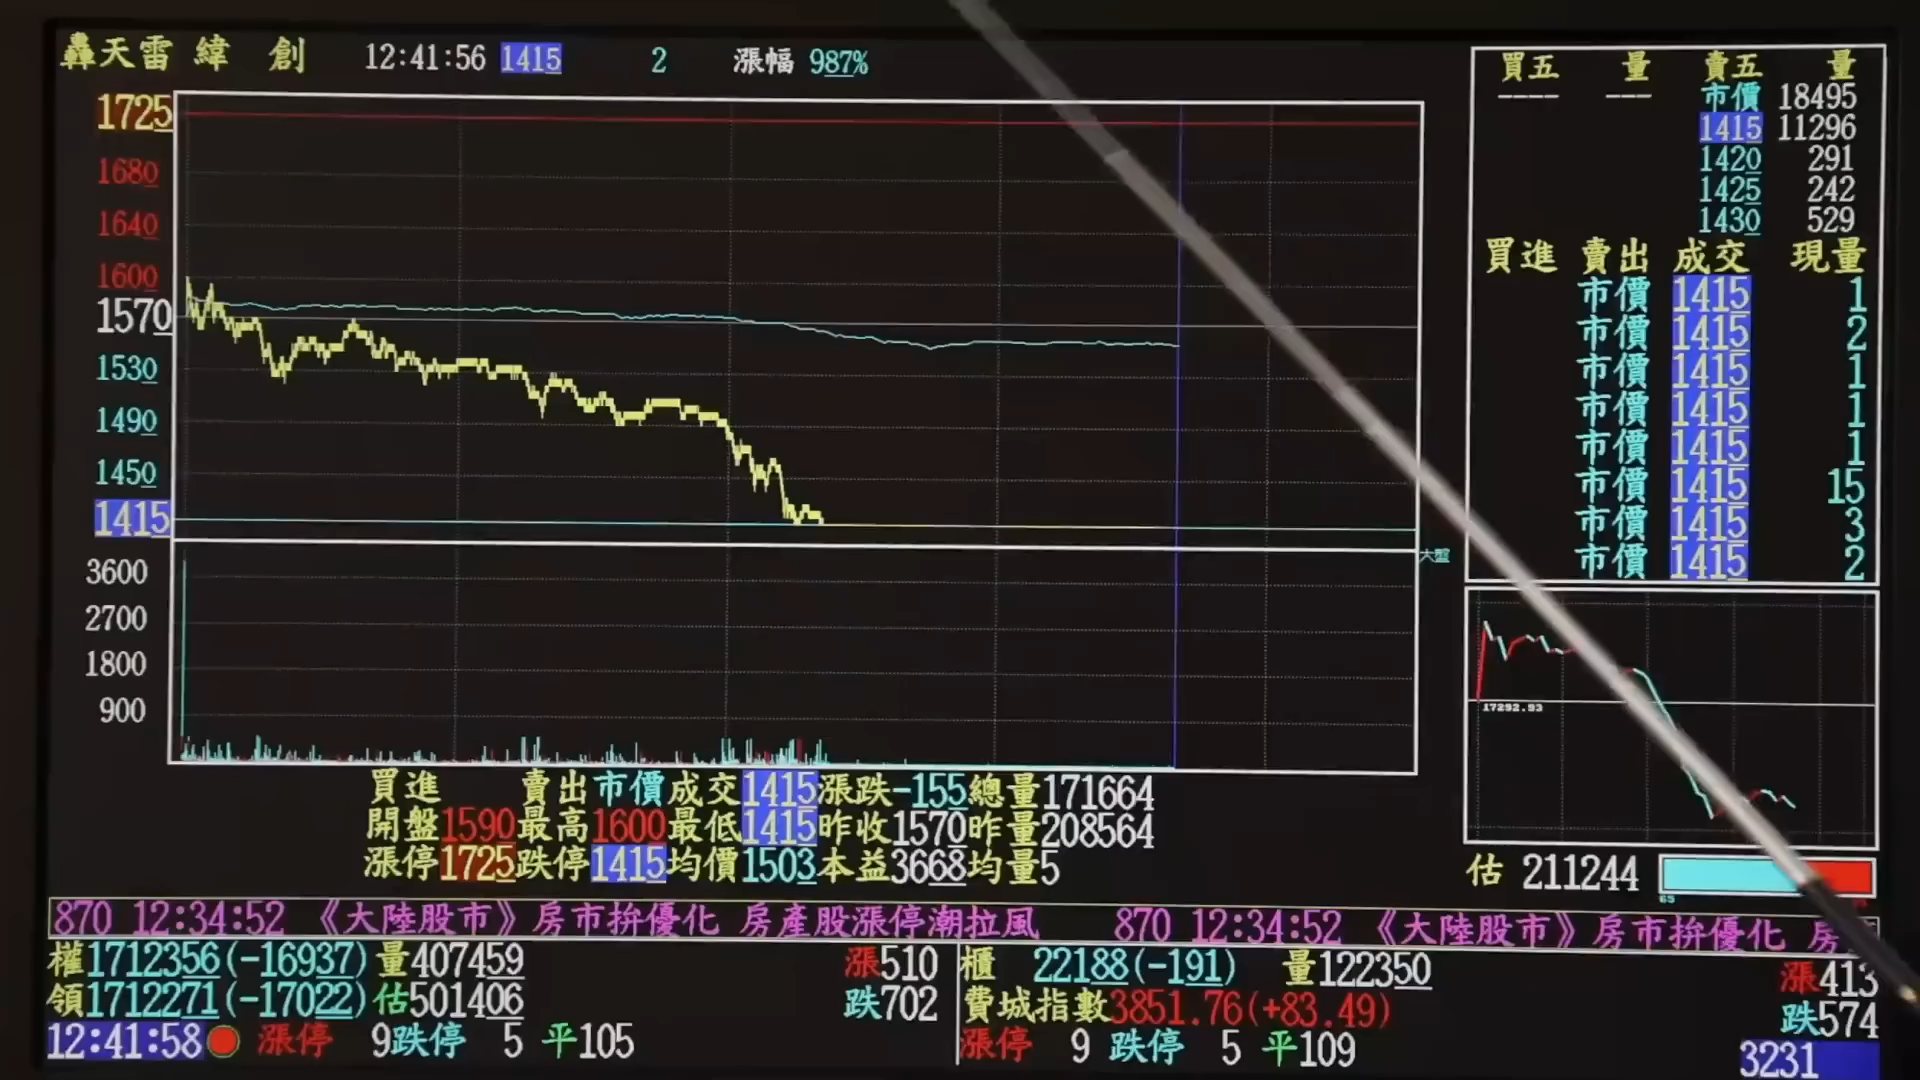 轟天雷 緯 創 12:41:56 1415 2 漲幅 987%
1725
1680
1640
1600
1570
1530
1490
1450
1415
大盤
3600
2700
1800
900
買五 量 賣五 量
---- --- 市價 18495
1415 11296
1420 291
1425 242
1430 529
買進 賣出 成交 現量
市價 1415 1
市價 1415 2
市價 1415 1
市價 1415 1
市價 1415 1
市價 1415 15
市價 1415 3
市價 1415 2
17292.93
估 211244
65
買進 賣出市價成交1415漲跌-155總量171664
開盤1590最高1600最低1415昨收1570昨量208564
漲停1725跌停1415均價1503本益3668均量5
870 12:34:52 《大陸股市》房市拚優化 房產股漲停潮拉風 870 12:34:52 《大陸股市》房市拚優化 房
權1712356(-16937)量407459 漲510
領1712271(-17022)估501406 跌702
12:41:58 漲停 9跌停 5 平105
櫃 22188(-191) 量122350 漲413
費城指數3851.76(+83.49) 跌574
漲停 9 跌停 5 平109 3231